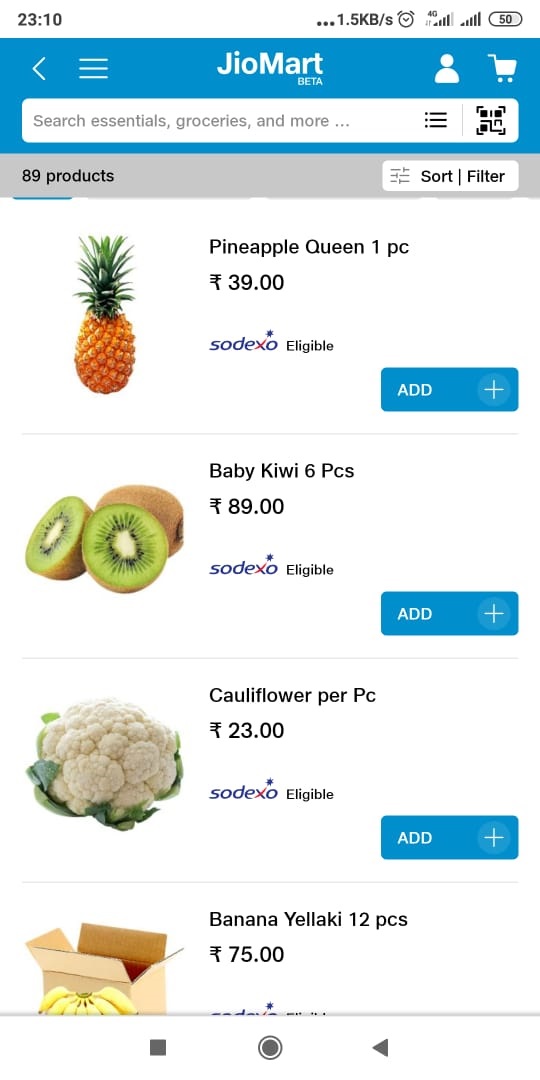 23:10
...1.5KB/s
4G
50
JioMart
BETA
Search essentials, groceries, and more ...
89 products
Sort | Filter
Pineapple Queen 1 pc
₹ 39.00
sodexo Eligible
ADD
Baby Kiwi 6 Pcs
₹ 89.00
sodexo Eligible
ADD
Cauliflower per Pc
₹ 23.00
sodexo Eligible
ADD
Banana Yellaki 12 pcs
₹ 75.00